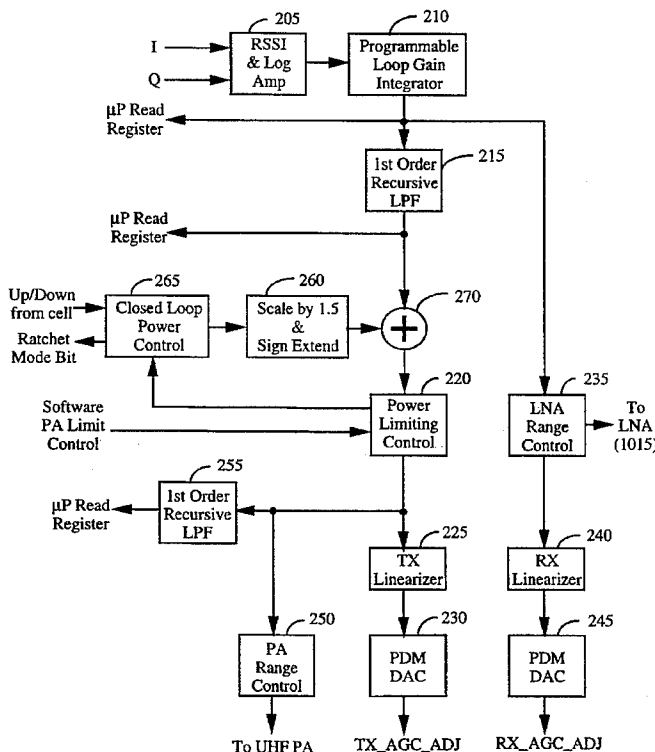 205
210
I
Q
RSSI
& Log
Amp
Programmable
Loop Gain
Integrator
µP Read
Register
215
1st Order
Recursive
LPF
µP Read
Register
265
260
270
Up/Down
from cell
Closed Loop
Power
Control
Scale by 1.5
&
Sign Extend
+
Ratchet
Mode Bit
220
235
Software
PA Limit
Control
Power
Limiting
Control
LNA
Range
Control
To
LNA
(1015)
255
1st Order
Recursive
LPF
µP Read
Register
225
240
TX
Linearizer
RX
Linearizer
250
230
245
PA
Range
Control
PDM
DAC
PDM
DAC
To UHF PA
TX_AGC_ADJ
RX_AGC_ADJ